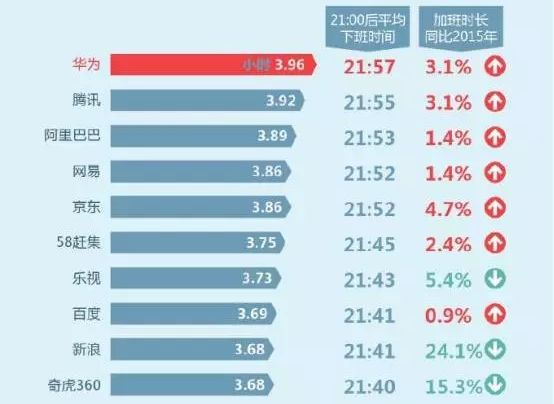 21:00后平均
下班时间
加班时长
同比2015年
华为 小时 3.96 21:57 3.1%
腾讯 3.92 21:55 3.1%
阿里巴巴 3.89 21:53 1.4%
网易 3.86 21:52 1.4%
京东 3.86 21:52 4.7%
58赶集 3.75 21:45 2.4%
乐视 3.73 21:43 5.4%
百度 3.69 21:41 0.9%
新浪 3.68 21:41 24.1%
奇虎360 3.68 21:40 15.3%